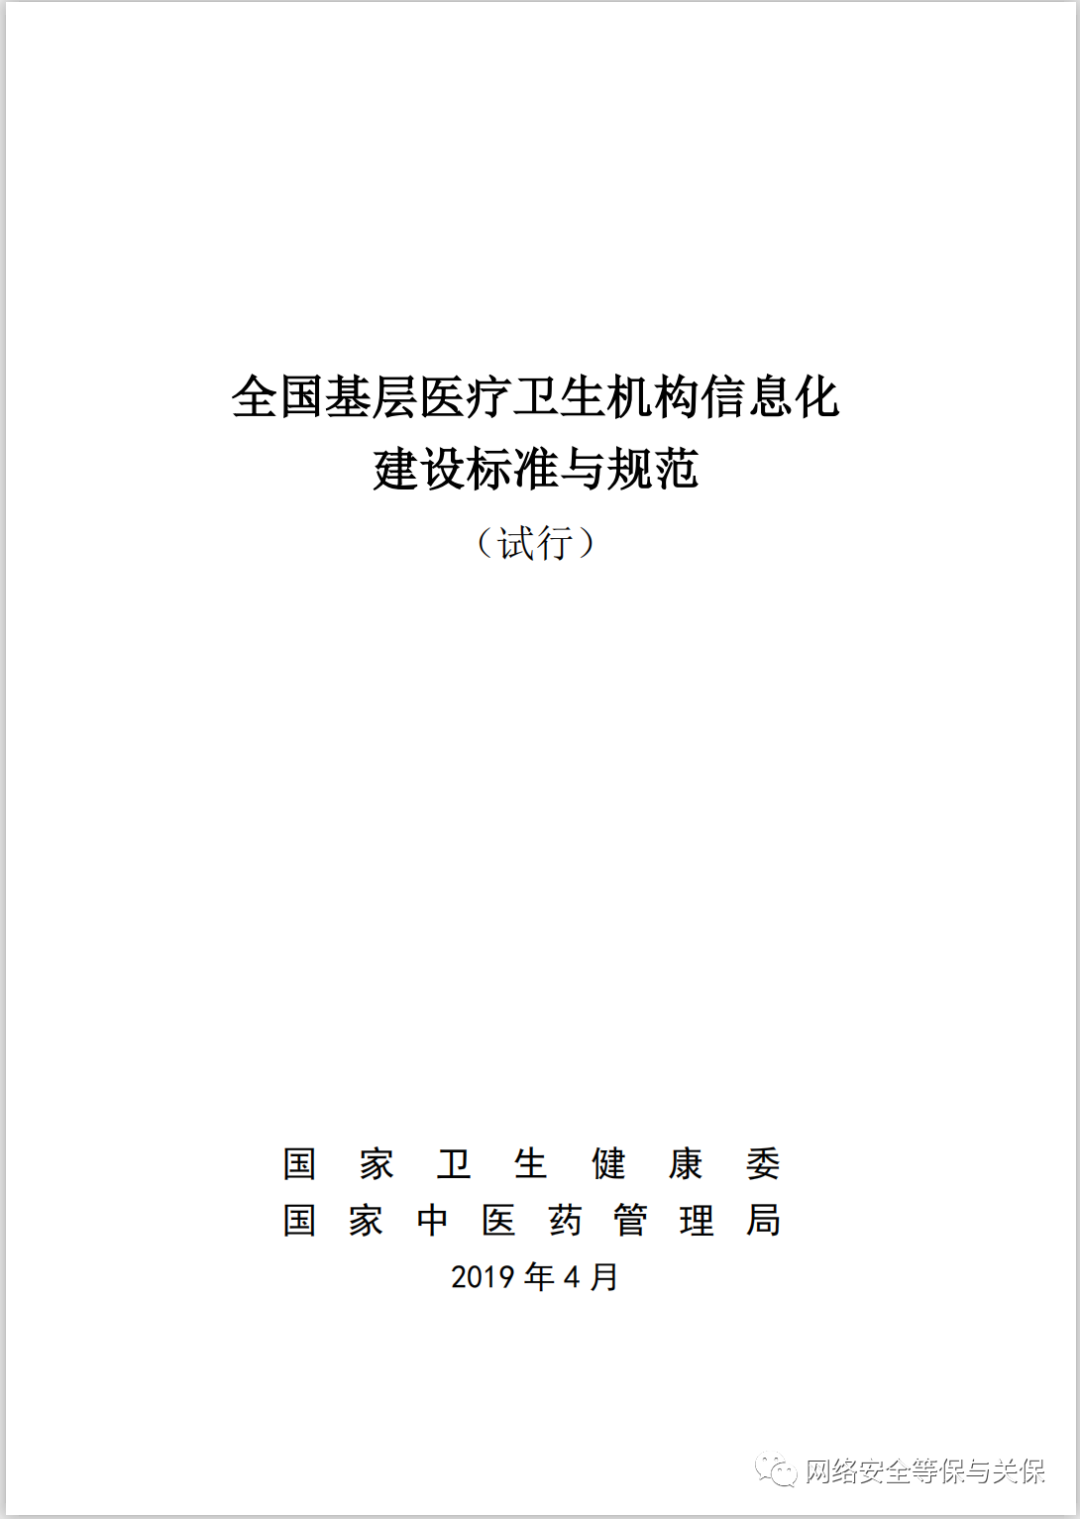 全国基层医疗卫生机构信息化
建设标准与规范
（试行）
国家卫生健康委
国家中医药管理局
2019年4月
网络安全等保与关保